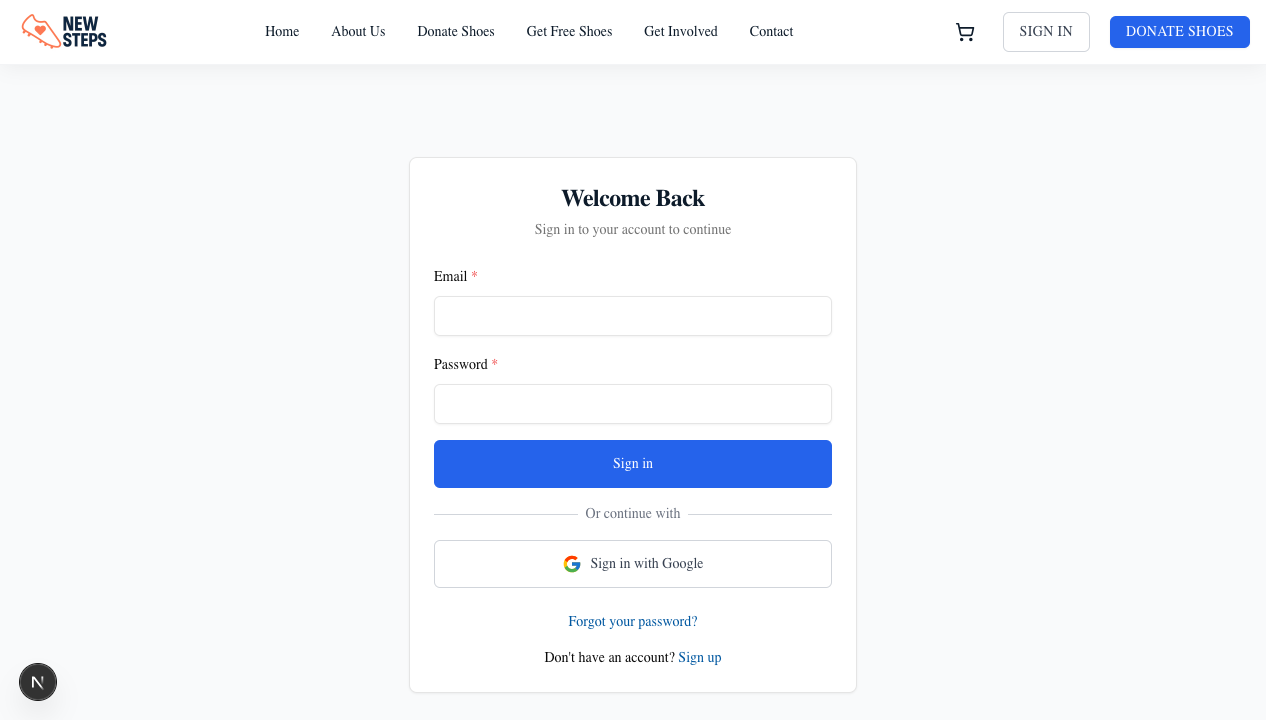 NEW
STEPS
Home
About Us
Donate Shoes
Get Free Shoes
Get Involved
Contact
SIGN IN
DONATE SHOES
Welcome Back
Sign in to your account to continue
Email *
Password *
Sign in
Or continue with
Sign in with Google
Forgot your password?
Don't have an account? Sign up
N